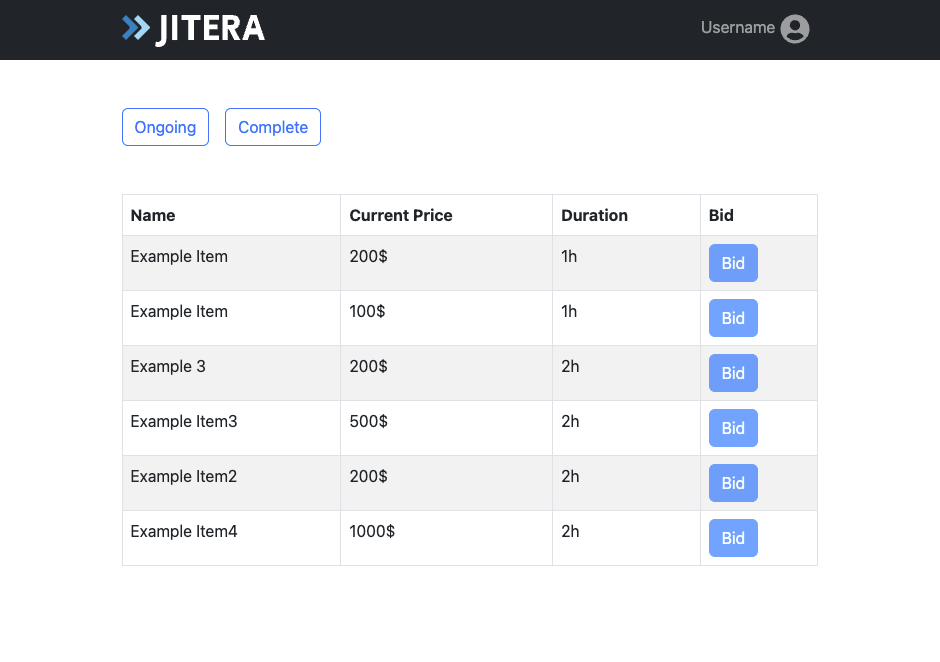 JITERA Username
Ongoing Complete
Name Current Price Duration Bid
Example Item 200$ 1h Bid
Example Item 100$ 1h Bid
Example 3 200$ 2h Bid
Example Item3 500$ 2h Bid
Example Item2 200$ 2h Bid
Example Item4 1000$ 2h Bid